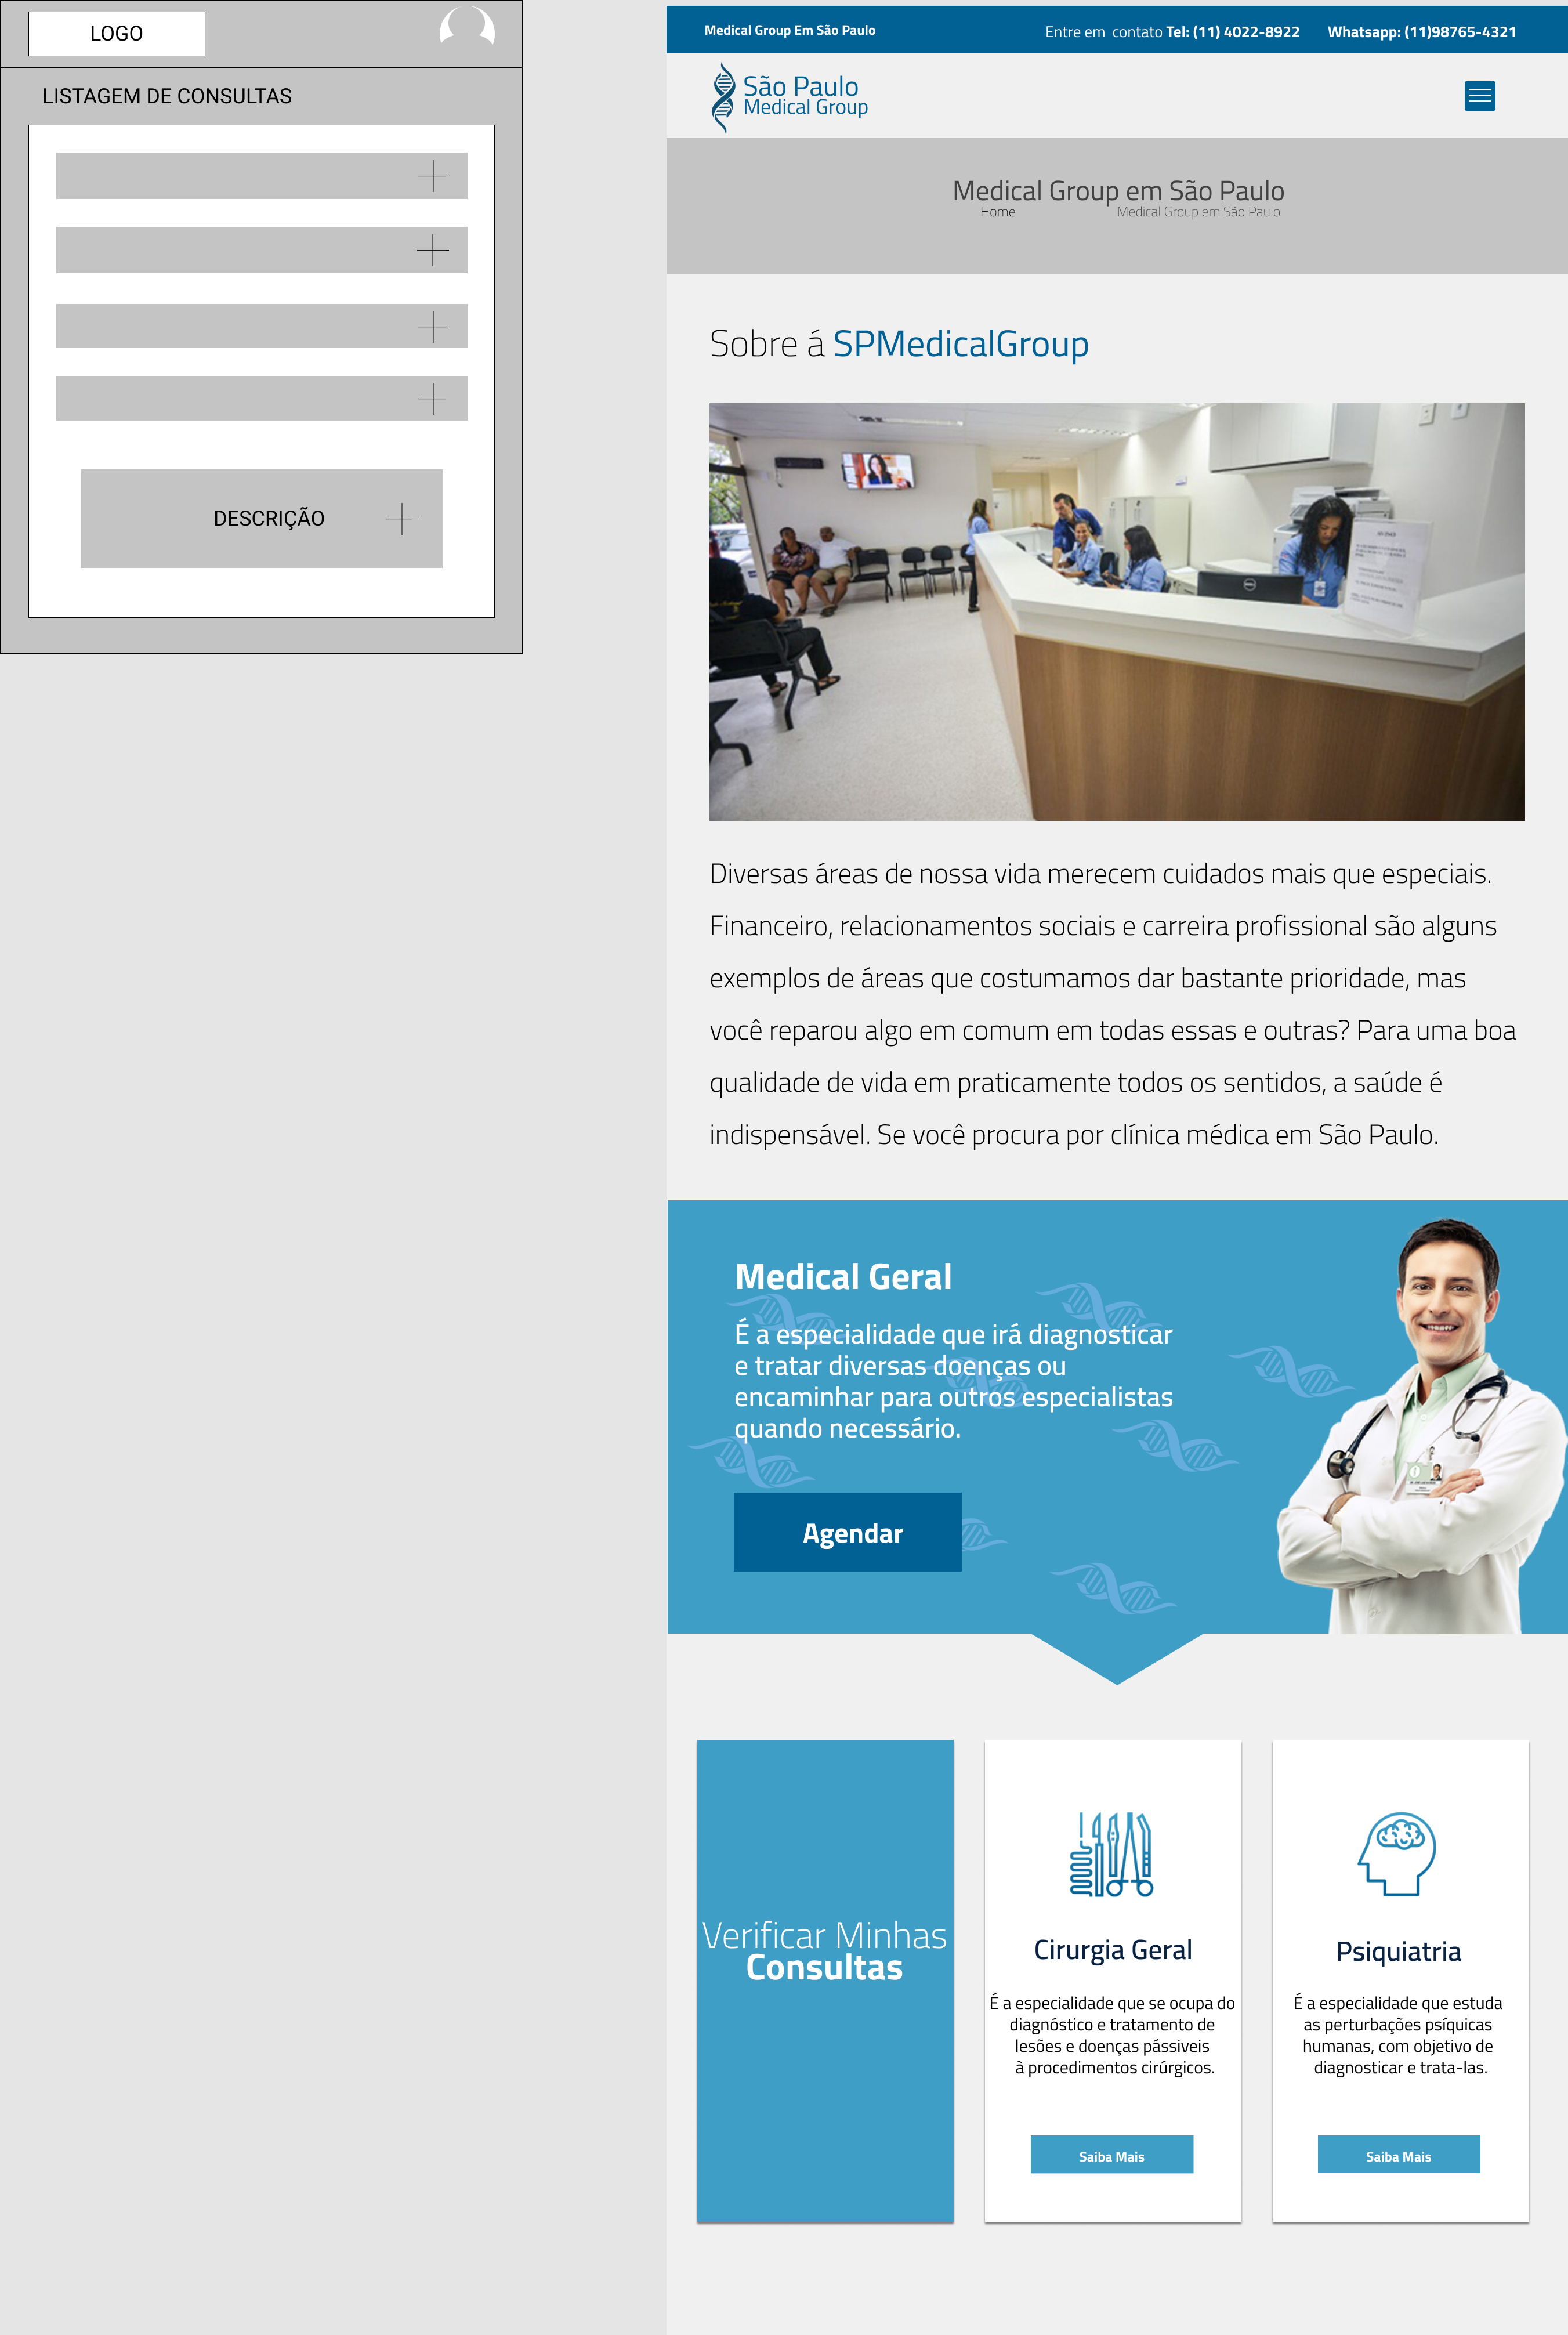 LOGO
LISTAGEM DE CONSULTAS
DESCRIÇÃO
Medical Group Em São Paulo
Entre em contato Tel: (11) 4022-8922 Whatsapp: (11)98765-4321
São Paulo
Medical Group
Medical Group em São Paulo
Home
Medical Group em São Paulo
Sobre á SPMedicalGroup
Diversas áreas de nossa vida merecem cuidados mais que especiais.
Financeiro, relacionamentos sociais e carreira profissional são alguns
exemplos de áreas que costumamos dar bastante prioridade, mas
você reparou algo em comum em todas essas e outras? Para uma boa
qualidade de vida em praticamente todos os sentidos, a saúde é
indispensável. Se você procura por clínica médica em São Paulo.
Medical Geral
É a especialidade que irá diagnosticar
e tratar diversas doenças ou
encaminhar para outros especialistas
quando necessário.
Agendar
Verificar Minhas
Consultas
Cirurgia Geral
É a especialidade que se ocupa do
diagnóstico e tratamento de
lesões e doenças pássiveis
à procedimentos cirúrgicos.
Saiba Mais
Psiquiatria
É a especialidade que estuda
as perturbações psíquicas
humanas, com objetivo de
diagnosticar e trata-las.
Saiba Mais